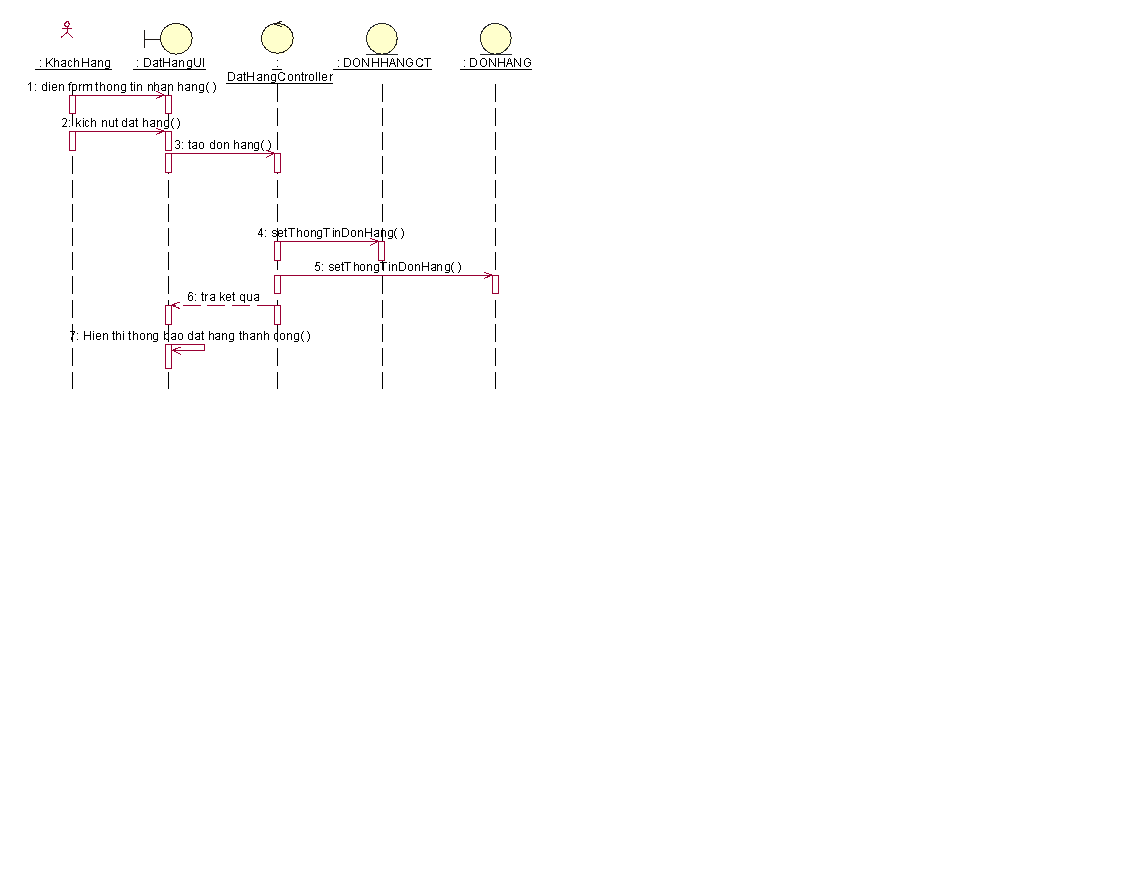 : KhachHang
: DatHangUI
:
DatHangController
: DONHHANGCT
: DONHANG
1: dien form thong tin nhan hang( )
2: kich nut dat hang( )
3: tao don hang( )
4: setThongTinDonHang( )
5: setThongTinDonHang( )
6: tra ket qua
7: Hien thi thong bao dat hang thanh cong( )